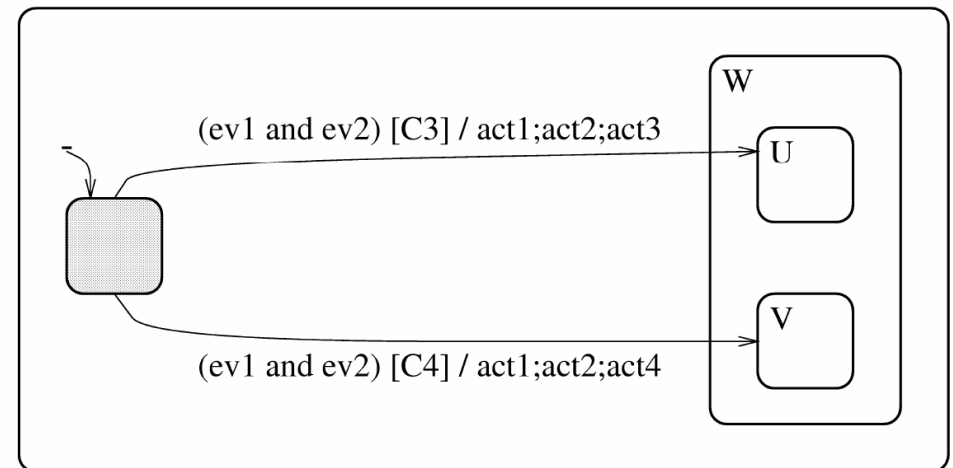 W
(ev1 and ev2) [C3] / act1;act2;act3
U
V
(ev1 and ev2) [C4] / act1;act2;act4